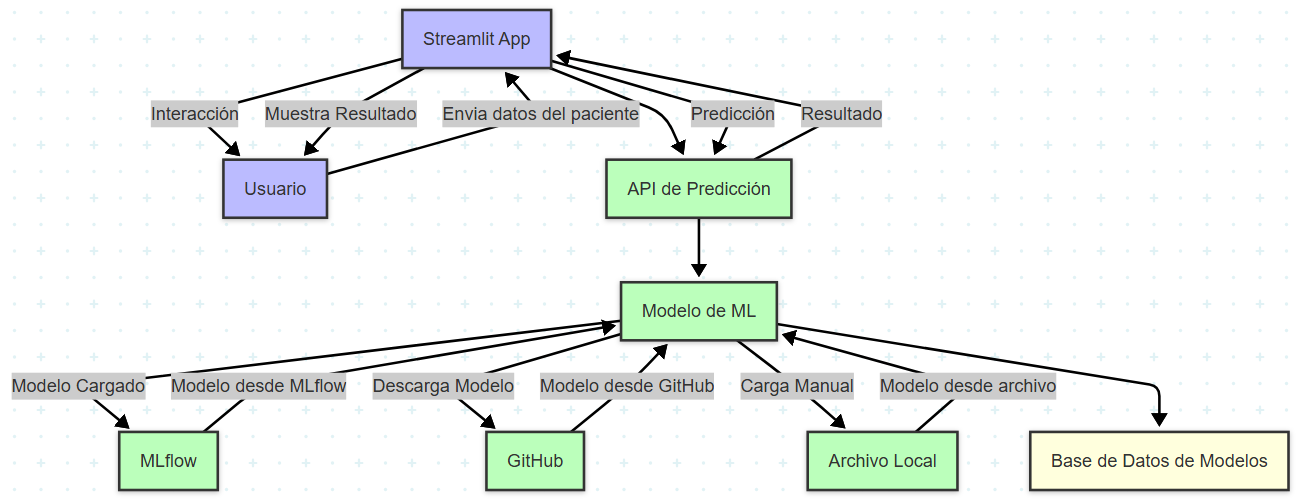 Streamlit App
Interacción
Muestra Resultado
Envia datos del paciente
Predicción
Resultado
Usuario
API de Predicción
Modelo de ML
Modelo Cargado
Modelo desde MLflow
Descarga Modelo
Modelo desde GitHub
Carga Manual
Modelo desde archivo
MLflow
GitHub
Archivo Local
Base de Datos de Modelos